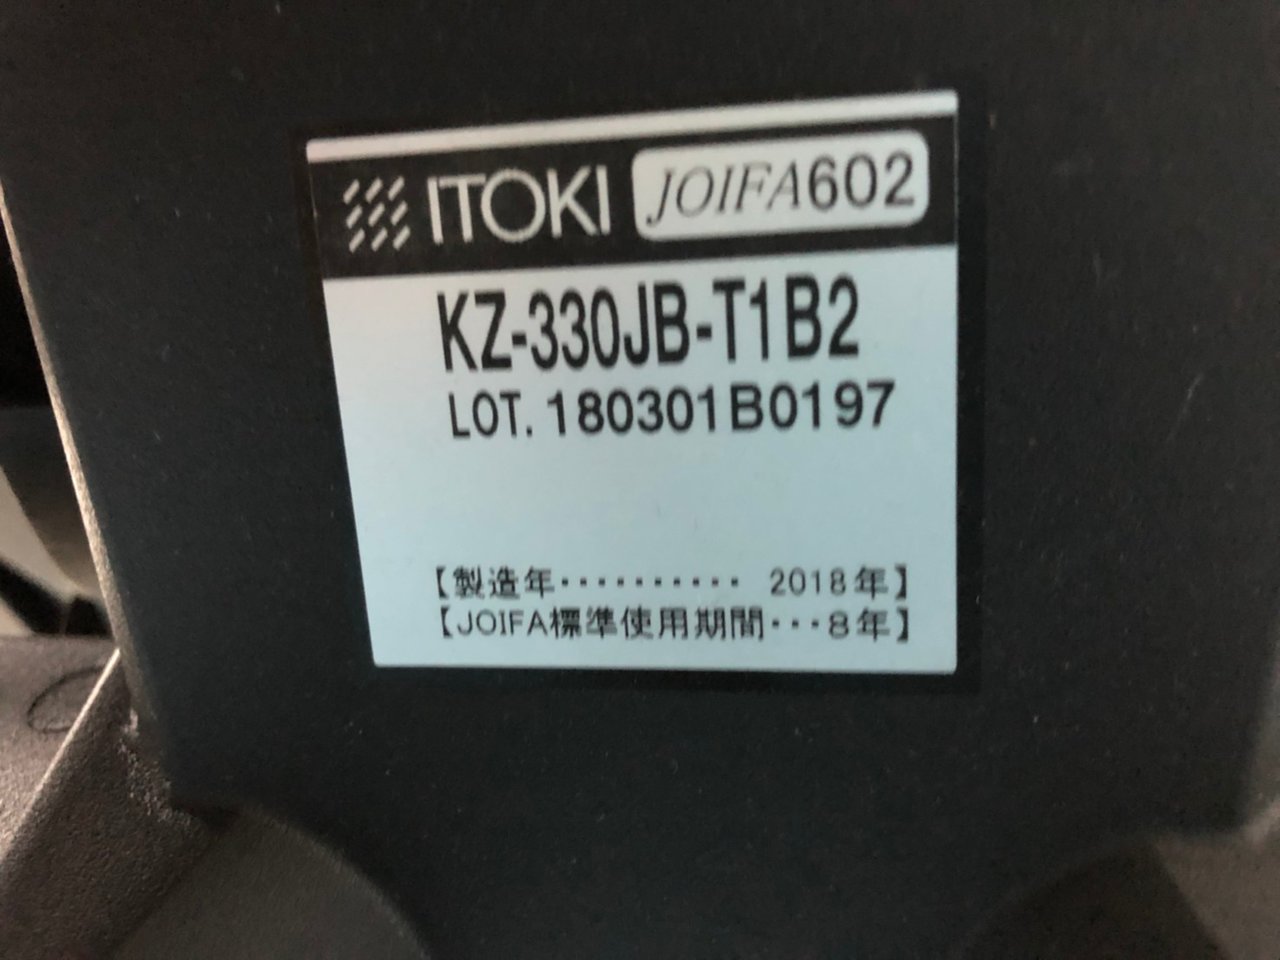 ITOKI JOIFA602
KZ-330JB-T1B2
LOT. 180301B0197
【製造年･･････････ 2018年】
【JOIFA標準使用期間･･･8年】